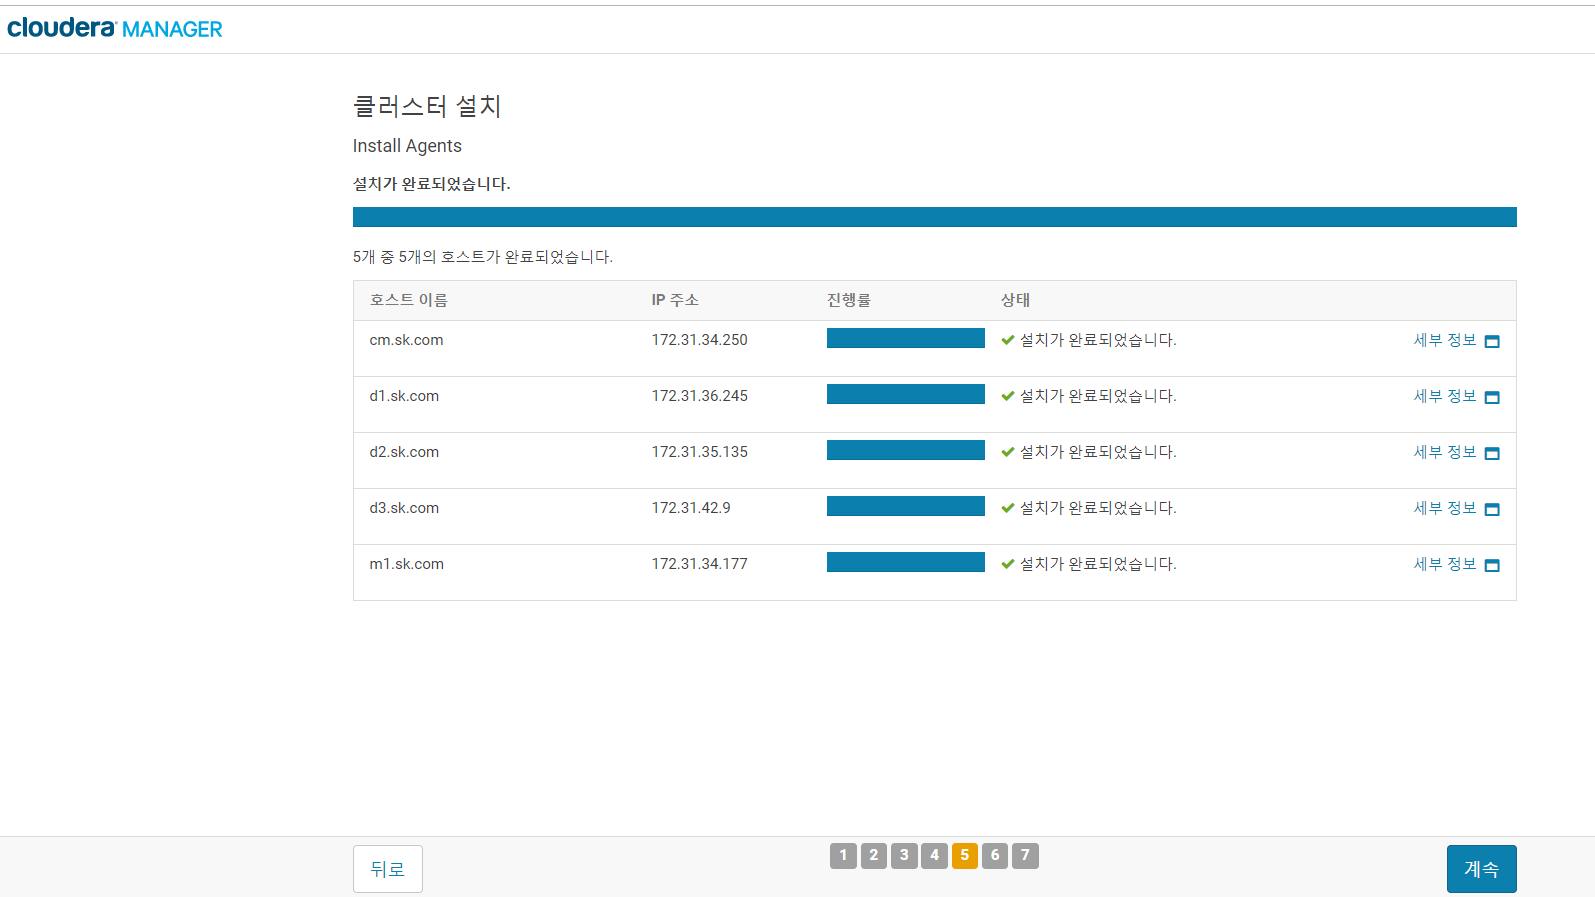 cloudera MANAGER
클러스터 설치
Install Agents
설치가 완료되었습니다.
5개 중 5개의 호스트가 완료되었습니다.
호스트 이름 IP 주소 진행률 상태
cm.sk.com 172.31.34.250 설치가 완료되었습니다. 세부 정보
d1.sk.com 172.31.36.245 설치가 완료되었습니다. 세부 정보
d2.sk.com 172.31.35.135 설치가 완료되었습니다. 세부 정보
d3.sk.com 172.31.42.9 설치가 완료되었습니다. 세부 정보
m1.sk.com 172.31.34.177 설치가 완료되었습니다. 세부 정보
뒤로 1 2 3 4 5 6 7 계속